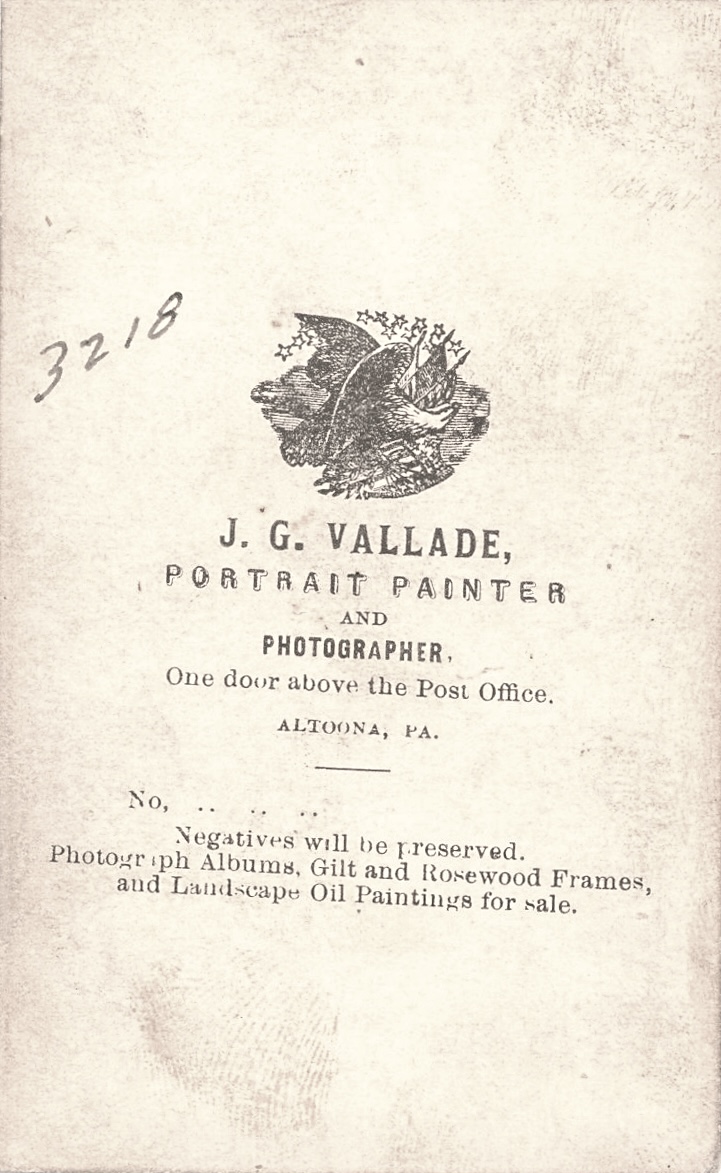 3218
J. G. VALLADE,
PORTRAIT PAINTER
AND
PHOTOGRAPHER,
One door above the Post Office.
ALTOONA, PA.
No, .. .. ..
Negatives will be preserved.
Photograph Albums, Gilt and Rosewood Frames,
and Landscape Oil Paintings for sale.